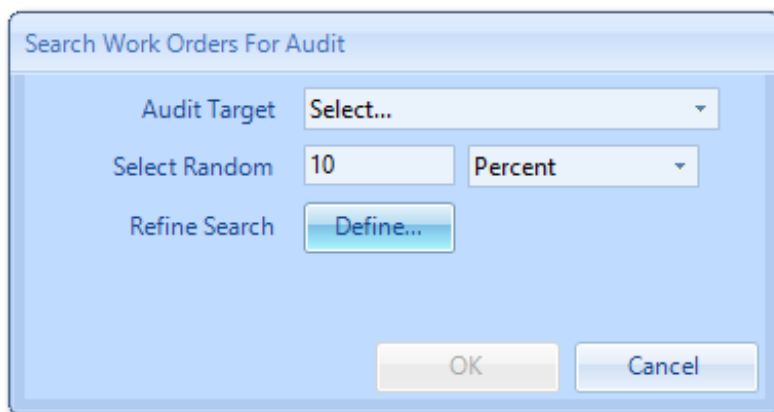 Search Work Orders For Audit
Audit Target Select...
Select Random 10 Percent
Refine Search Define...
OK Cancel